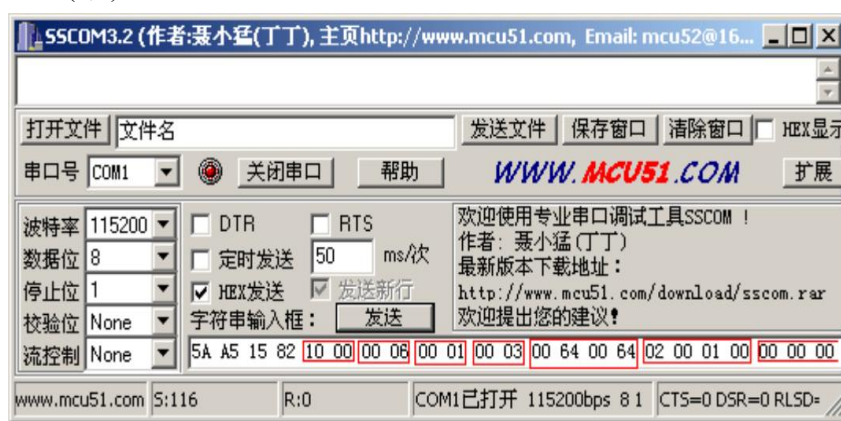 SSCOM3.2 (作者:聂小猛(丁丁), 主页http://www.mcu51.com, Email: mcu52@16...
打开文件 文件名 发送文件 保存窗口 清除窗口 HEX显示
串口号 COM1 关闭串口 帮助 WWW.MCU51.COM 扩展
波特率 115200 DTR RTS
数据位 8 定时发送 50 ms/次
停止位 1 HEX发送 发送新行
校验位 None 字符串输入框: 发送
流控制 None 5A A5 15 82 10 00 00 06 00 01 00 03 00 64 00 64 02 00 01 00 00 00 00
欢迎使用专业串口调试工具SSCOM !
作者: 聂小猛(丁丁)
最新版本下载地址:
http://www.mcu51.com/download/sscom.rar
欢迎提出您的建议!
www.mcu51.com S:116 R:0 COM1已打开 115200bps 8 1 CTS=0 DSR=0 RLSD=